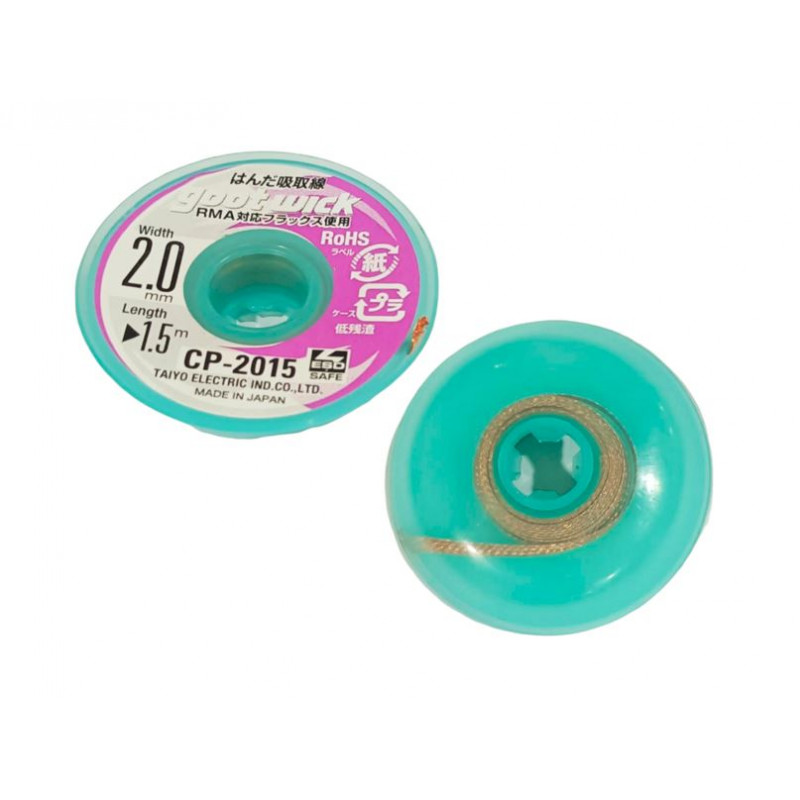 はんだ吸取線
goot wick
RMA対応フラックス使用
Width
2.0
mm
Length
▶1.5m
RoHS
ラベル
紙
プラ
ケース
低残渣
CP-2015
ESD
SAFE
TAIYO ELECTRIC IND.CO.,LTD.
MADE IN JAPAN